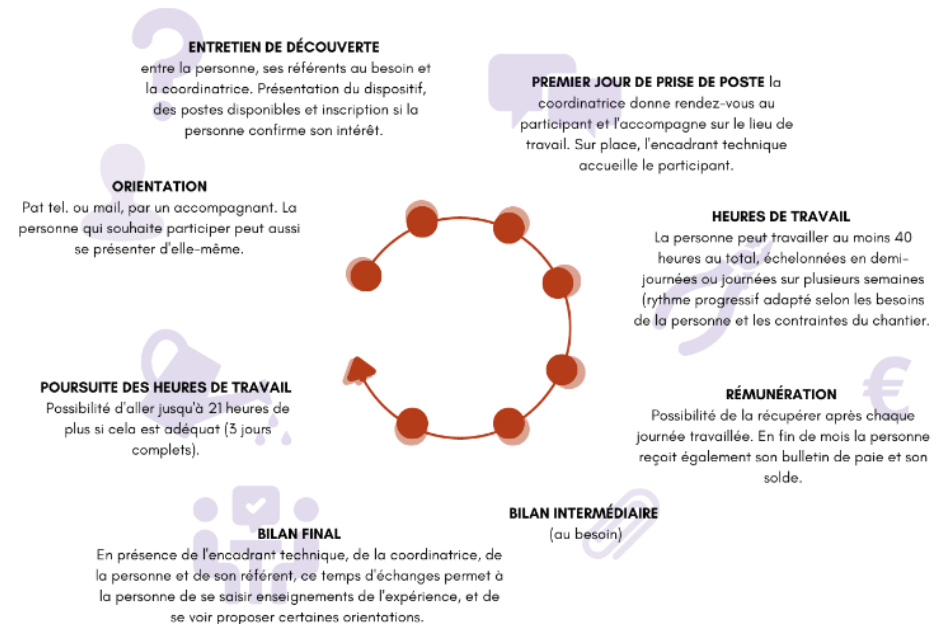 ORIENTATION
Pat tel. ou mail, par un accompagnant. La
personne qui souhaite participer peut aussi
se présenter d'elle-même.
ENTRETIEN DE DÉCOUVERTE
entre la personne, ses référents au besoin et
la coordinatrice. Présentation du dispositif,
des postes disponibles et inscription si la
personne confirme son intérêt.
PREMIER JOUR DE PRISE DE POSTE la
coordinatrice donne rendez-vous au
participant et l'accompagne sur le lieu de
travail. Sur place, l'encadrant technique
accueille le participant.
HEURES DE TRAVAIL
La personne peut travailler au moins 40
heures au total, échelonnées en demi-
journées ou journées sur plusieurs semaines
(rythme progressif adapté selon les besoins
de la personne et les contraintes du chantier.
€
RÉMUNÉRATION
Possibilité de la récupérer après chaque
journée travaillée. En fin de mois la personne
reçoit également son bulletin de paie et son
solde.
BILAN INTERMÉDIAIRE
(au besoin)
BILAN FINAL
En présence de l'encadrant technique, de la coordinatrice, de
la personne et de son référent, ce temps d'échanges permet à
la personne de se saisir enseignements de l'expérience, et de
se voir proposer certaines orientations.
POURSUITE DES HEURES DE TRAVAIL
Possibilité d'aller jusqu'à 21 heures de
plus si cela est adéquat (3 jours
complets).